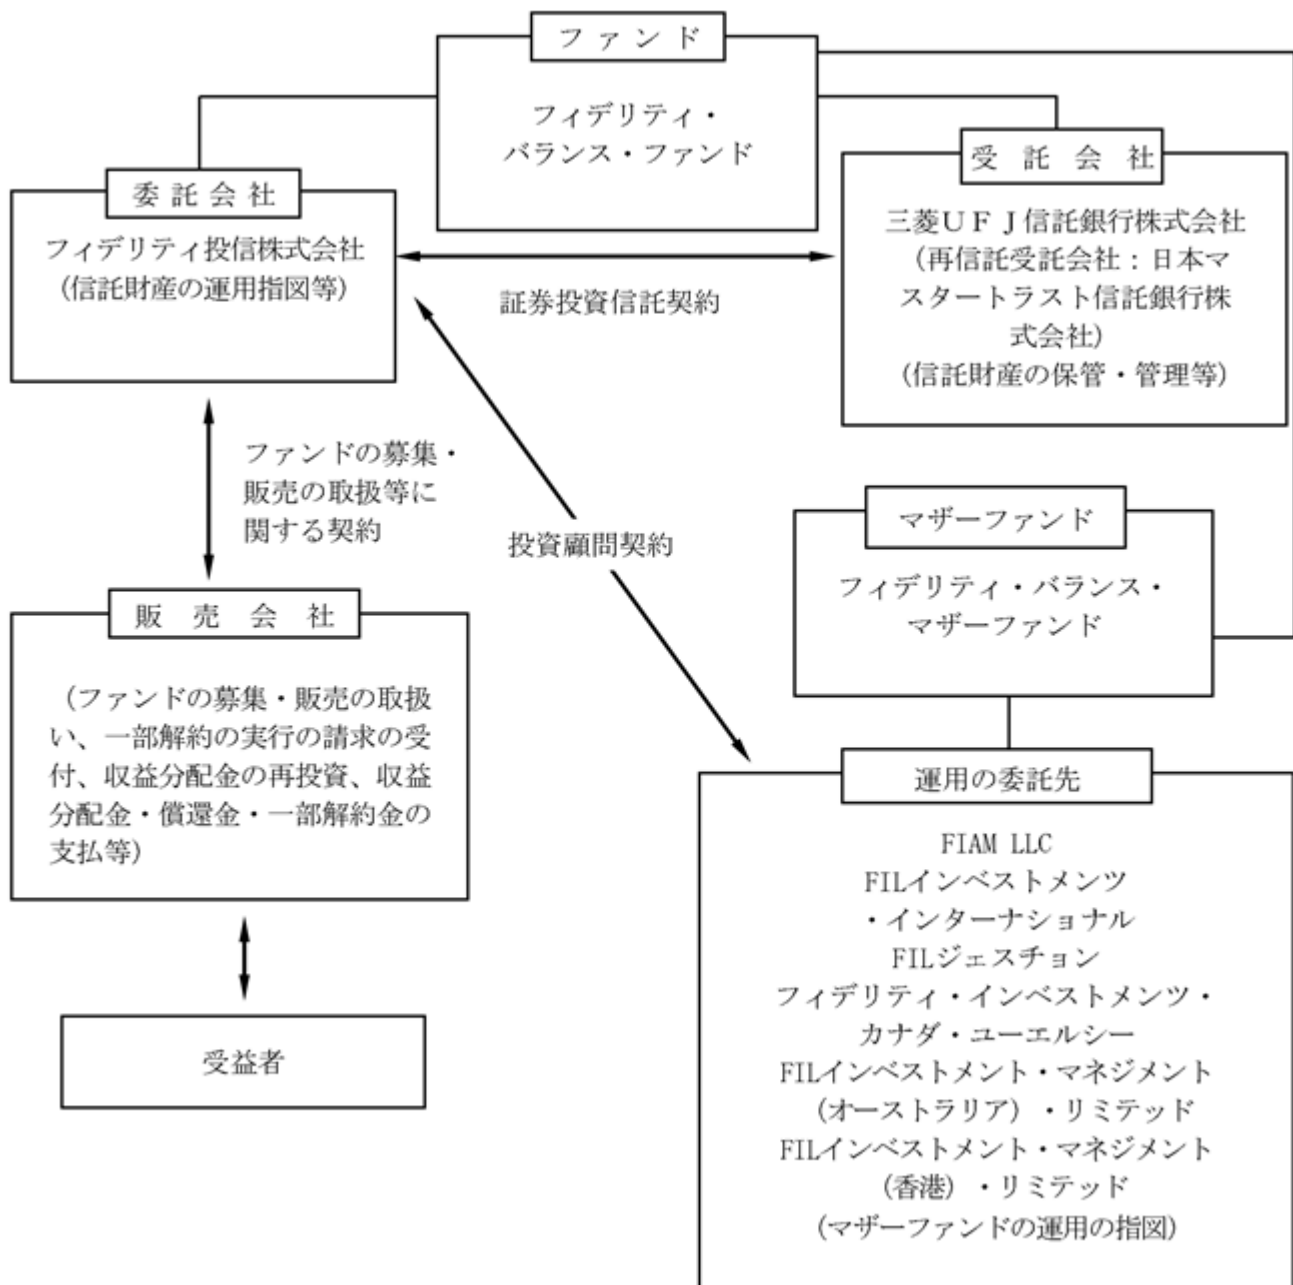 ファンド
フィデリティ・
バランス・ファンド
委託会社
フィデリティ投信株式会社
(信託財産の運用指図等)
受託会社
三菱UFJ信託銀行株式会社
(再信託受託会社:日本マ
スタートラスト信託銀行株
式会社)
(信託財産の保管・管理等)
証券投資信託契約
ファンドの募集・
販売の取扱等に
関する契約
投資顧問契約
マザーファンド
フィデリティ・バランス・
マザーファンド
販売会社
(ファンドの募集・販売の取扱
い、一部解約の実行の請求の受
付、収益分配金の再投資、収益
分配金・償還金・一部解約金の
支払等)
受益者
運用の委託先
FIAM LLC
FILインベストメンツ
・インターナショナル
FILジェスチョン
フィデリティ・インベストメンツ・
カナダ・ユーエルシー
FILインベストメント・マネジメント
(オーストラリア)・リミテッド
FILインベストメント・マネジメント
(香港)・リミテッド
(マザーファンドの運用の指図)